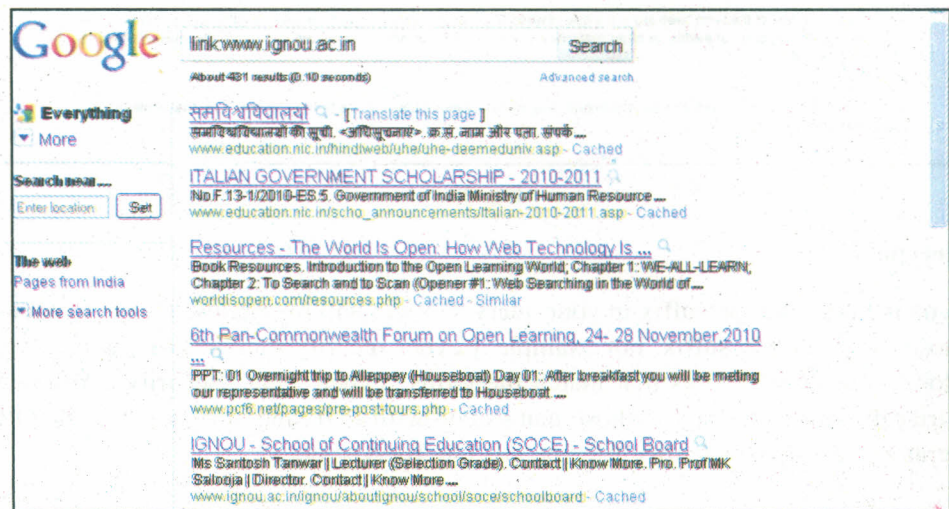 Google
link:www.ignou.ac.in Search
About 431 results (0.10 seconds) Advanced search
Everything
More
Search near....
Enter location Set
The web
Pages from India
More search tools
समविश्वविद्यालयो - [Translate this page]
समविश्वविद्यालयो की सूची. <अधिसूचनाएं>. क्र.सं. नाम और पता. संपर्क ....
www.education.nic.in/hindiweb/uhe/uhe-deemeduniv.asp - Cached
ITALIAN GOVERNMENT SCHOLARSHIP - 2010-2011
No.F.13-1/2010-ES.5. Government of India Ministry of Human Resource ....
www.education.nic.in/scho_announcements/Italian-2010-2011.asp - Cached
Resources - The World Is Open: How Web Technology Is ...
Book Resources. Introduction to the Open Learning World; Chapter 1: WE-ALL-LEARN;
Chapter 2: To Search and to Scan (Opener #1: Web Searching in the World of....
worldisopen.com/resources.php - Cached - Similar
6th Pan-Commonwealth Forum on Open Learning, 24- 28 November,2010
...
PPT: 01 Overnight trip to Alleppey (Houseboat) Day 01: After breakfast you will be meting
our representative and will be transferred to Houseboat ....
www.pcf6.net/pages/pre-post-tours.php - Cached
IGNOU - School of Continuing Education (SOCE) - School Board
Ms Santosh Tanwar | Lecturer (Selection Grade). Contact | Know More. Pro. Prof MK
Salooja | Director. Contact | Know More ....
www.ignou.ac.in/ignou/aboutignou/school/soce/schoolboard - Cached